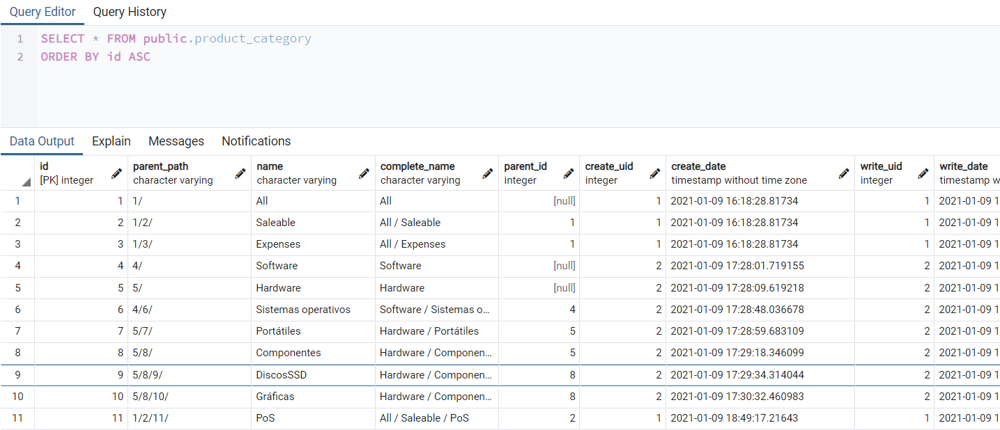 Query Editor Query History
1 SELECT * FROM public.product_category
2 ORDER BY id ASC
Data Output Explain Messages Notifications
id parent_path name complete_name parent_id create_uid create_date write_uid write_date
[PK] integer character varying character varying character varying integer integer timestamp without time zone integer timestamp w
1 1 1/ All All [null] 1 2021-01-09 16:18:28.81734 1 2021-01-09 1
2 2 1/2/ Saleable All / Saleable 1 1 2021-01-09 16:18:28.81734 1 2021-01-09 1
3 3 1/3/ Expenses All / Expenses 1 1 2021-01-09 16:18:28.81734 1 2021-01-09 1
4 4 4/ Software Software [null] 2 2021-01-09 17:28:01.719155 2 2021-01-09 1
5 5 5/ Hardware Hardware [null] 2 2021-01-09 17:28:09.619218 2 2021-01-09 1
6 6 4/6/ Sistemas operativos Software / Sistemas o... 4 2 2021-01-09 17:28:48.036678 2 2021-01-09 1
7 7 5/7/ Portátiles Hardware / Portátiles 5 2 2021-01-09 17:28:59.683109 2 2021-01-09 1
8 8 5/8/ Componentes Hardware / Componen... 5 2 2021-01-09 17:29:18.346099 2 2021-01-09 1
9 9 5/8/9/ DiscosSSD Hardware / Componen... 8 2 2021-01-09 17:29:34.314044 2 2021-01-09 1
10 10 5/8/10/ Gráficas Hardware / Componen... 8 2 2021-01-09 17:30:32.460983 2 2021-01-09 1
11 11 1/2/11/ PoS All / Saleable / PoS 2 1 2021-01-09 18:49:17.21643 1 2021-01-09 1